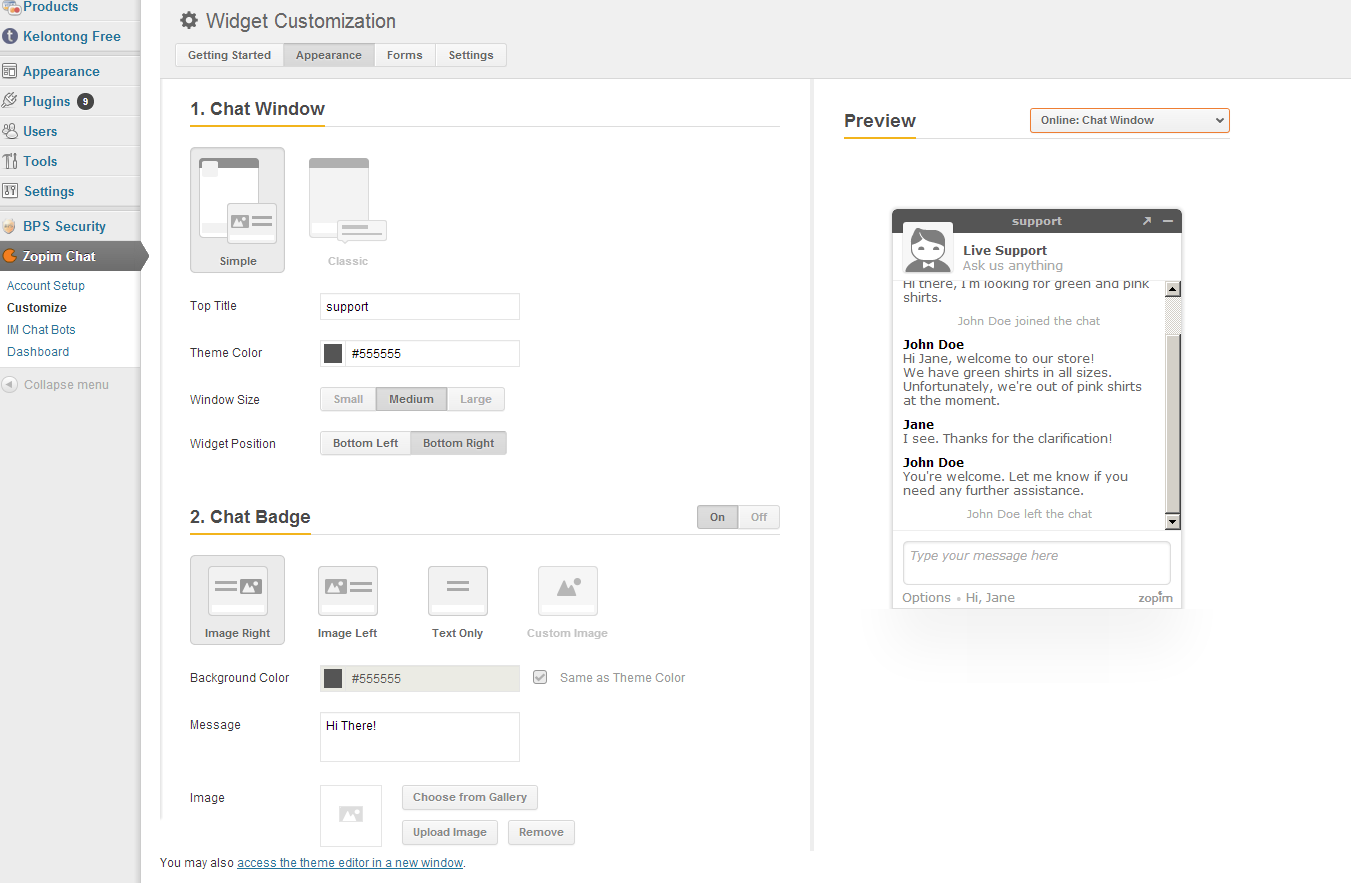 Products
Kelontong Free
Appearance
Plugins 9
Users
Tools
Settings
BPS Security
Zopim Chat
Account Setup
Customize
IM Chat Bots
Dashboard
Collapse menu
Widget Customization
Getting Started Appearance Forms Settings
1. Chat Window
Simple Classic
Top Title support
Theme Color #555555
Window Size Small Medium Large
Widget Position Bottom Left Bottom Right
2. Chat Badge On Off
Image Right Image Left Text Only Custom Image
Background Color #555555 Same as Theme Color
Message Hi There!
Image Choose from Gallery
Upload Image Remove
You may also access the theme editor in a new window.
Preview Online: Chat Window
support
Live Support
Ask us anything
Hi there, I'm looking for green and pink
shirts.
John Doe joined the chat
John Doe
Hi Jane, welcome to our store!
We have green shirts in all sizes.
Unfortunately, we're out of pink shirts
at the moment.
Jane
I see. Thanks for the clarification!
John Doe
You're welcome. Let me know if you
need any further assistance.
John Doe left the chat
Type your message here
Options • Hi, Jane zopim